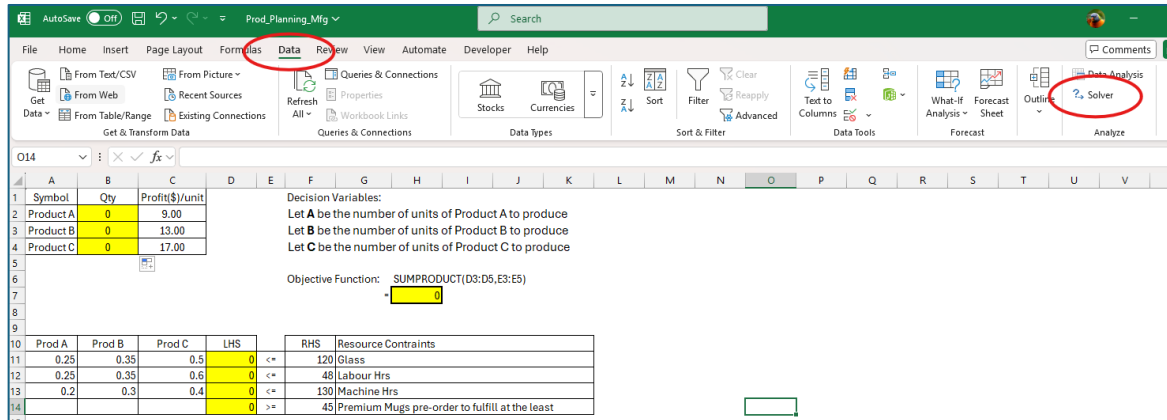 AutoSave Off Prod_Planning_Mfg Search
File Home Insert Page Layout Formulas Data Review View Automate Developer Help Comments
Get Data
From Text/CSV
From Web
From Table/Range
From Picture
Recent Sources
Existing Connections
Get & Transform Data
Refresh All
Queries & Connections
Properties
Workbook Links
Queries & Connections
Stocks
Currencies
Data Types
Sort
Filter
Clear
Reapply
Advanced
Sort & Filter
Text to Columns
Data Tools
What-If Analysis
Forecast Sheet
Forecast
Outline
Data Analysis
Solver
Analyze
O14 fx
A B C D E F G H I J K L M N O P Q R S T U V
1 Symbol Qty Profit($)/unit Decision Variables:
2 Product A 0 9.00 Let A be the number of units of Product A to produce
3 Product B 0 13.00 Let B be the number of units of Product B to produce
4 Product C 0 17.00 Let C be the number of units of Product C to produce
5
6 Objective Function: SUMPRODUCT(D3:D5,E3:E5)
7 = 0
8
9
10 Prod A Prod B Prod C LHS RHS Resource Contraints
11 0.25 0.35 0.5 0 <= 120 Glass
12 0.25 0.35 0.6 0 <= 48 Labour Hrs
13 0.2 0.3 0.4 0 <= 130 Machine Hrs
14 0 >= 45 Premium Mugs pre-order to fulfill at the least